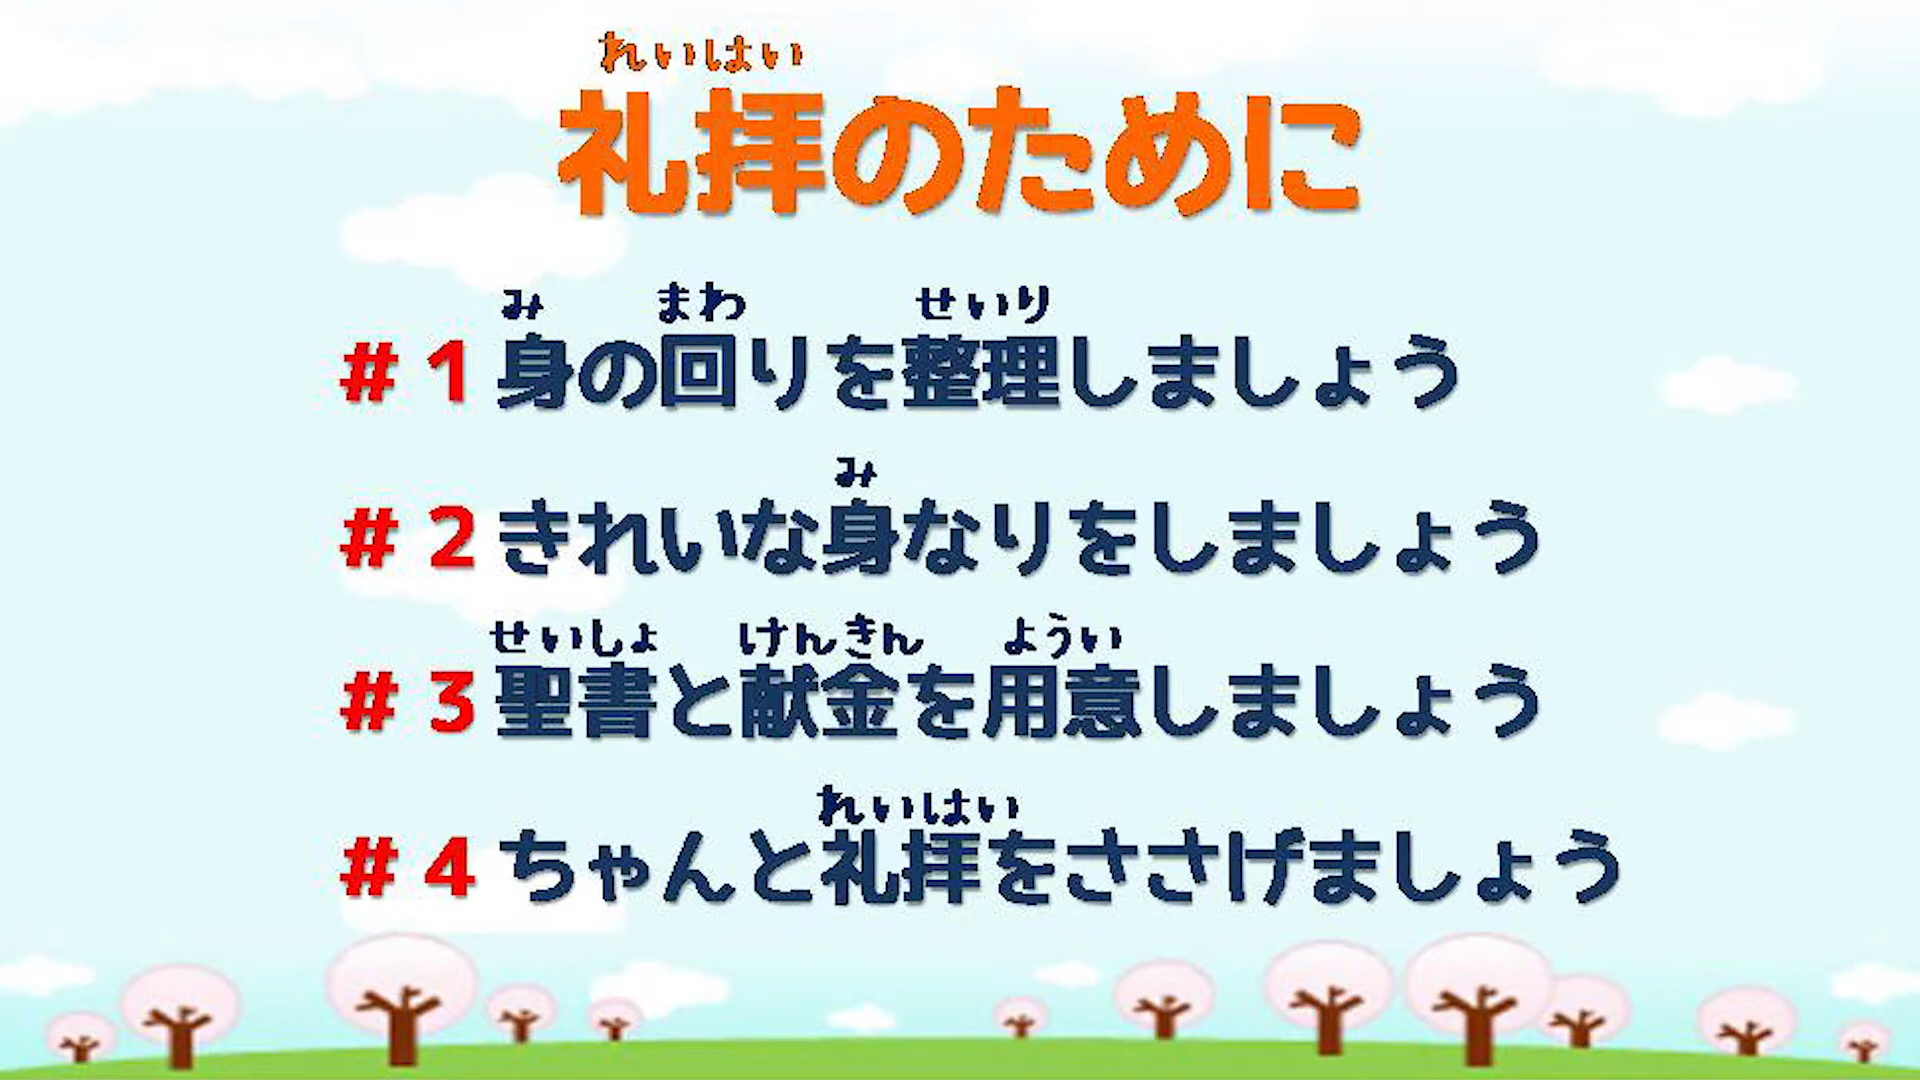 れいはい
礼拝のために
み まわ せいり
#1 身の回りを整理しましょう
み
#2 きれいな身なりをしましょう
せいしょ けんきん ようい
#3 聖書と献金を用意しましょう
れいはい
#4 ちゃんと礼拝をささげましょう